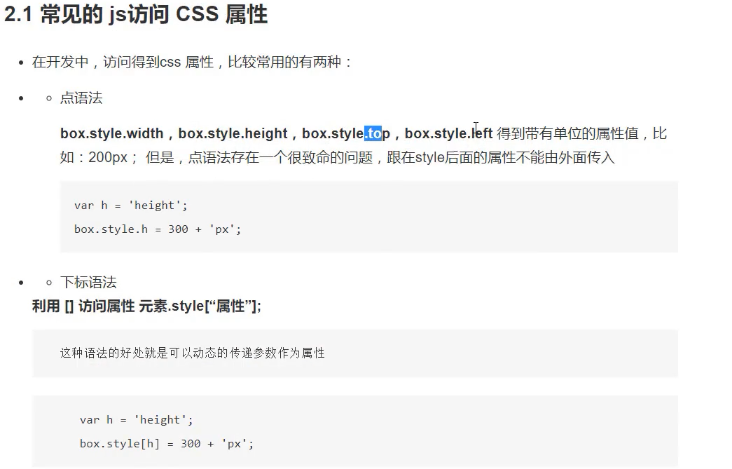 2.1 常见的 js访问 CSS 属性
在开发中，访问得到css 属性，比较常用的有两种：
点语法
box.style.width，box.style.height，box.style.top，box.style.left 得到带有单位的属性值，比
如：200px； 但是，点语法存在一个很致命的问题，跟在style后面的属性不能由外面传入
var h = 'height';
box.style.h = 300 + 'px';
下标语法
利用 [] 访问属性 元素.style[“属性”];
这种语法的好处就是可以动态的传递参数作为属性
var h = 'height';
box.style[h] = 300 + 'px';